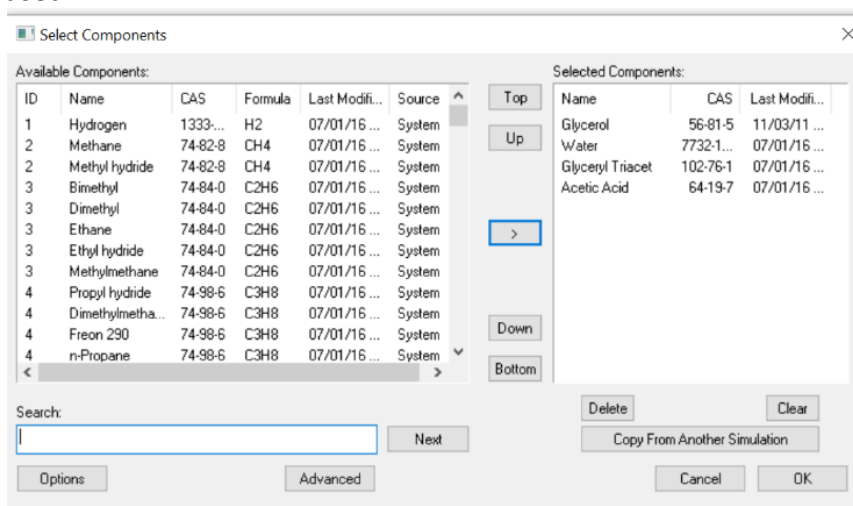 Select Components
Available Components: Selected Components:
ID Name CAS Formula Last Modifi... Source Top Name CAS Last Modifi...
1 Hydrogen 1333-... H2 07/01/16 ... System Glycerol 56-81-5 11/03/11 ...
2 Methane 74-82-8 CH4 07/01/16 ... System Up Water 7732-1... 07/01/16 ...
2 Methyl hydride 74-82-8 CH4 07/01/16 ... System Glyceryl Triacet 102-76-1 07/01/16 ...
3 Bimethyl 74-84-0 C2H6 07/01/16 ... System Acetic Acid 64-19-7 07/01/16 ...
3 Dimethyl 74-84-0 C2H6 07/01/16 ... System
3 Ethane 74-84-0 C2H6 07/01/16 ... System >
3 Ethyl hydride 74-84-0 C2H6 07/01/16 ... System
3 Methylmethane 74-84-0 C2H6 07/01/16 ... System
4 Propyl hydride 74-98-6 C3H8 07/01/16 ... System
4 Dimethylmetha... 74-98-6 C3H8 07/01/16 ... System Down
4 Freon 290 74-98-6 C3H8 07/01/16 ... System
4 n-Propane 74-98-6 C3H8 07/01/16 ... System Bottom
Search: Delete Clear
Next Copy From Another Simulation
Options Advanced Cancel OK